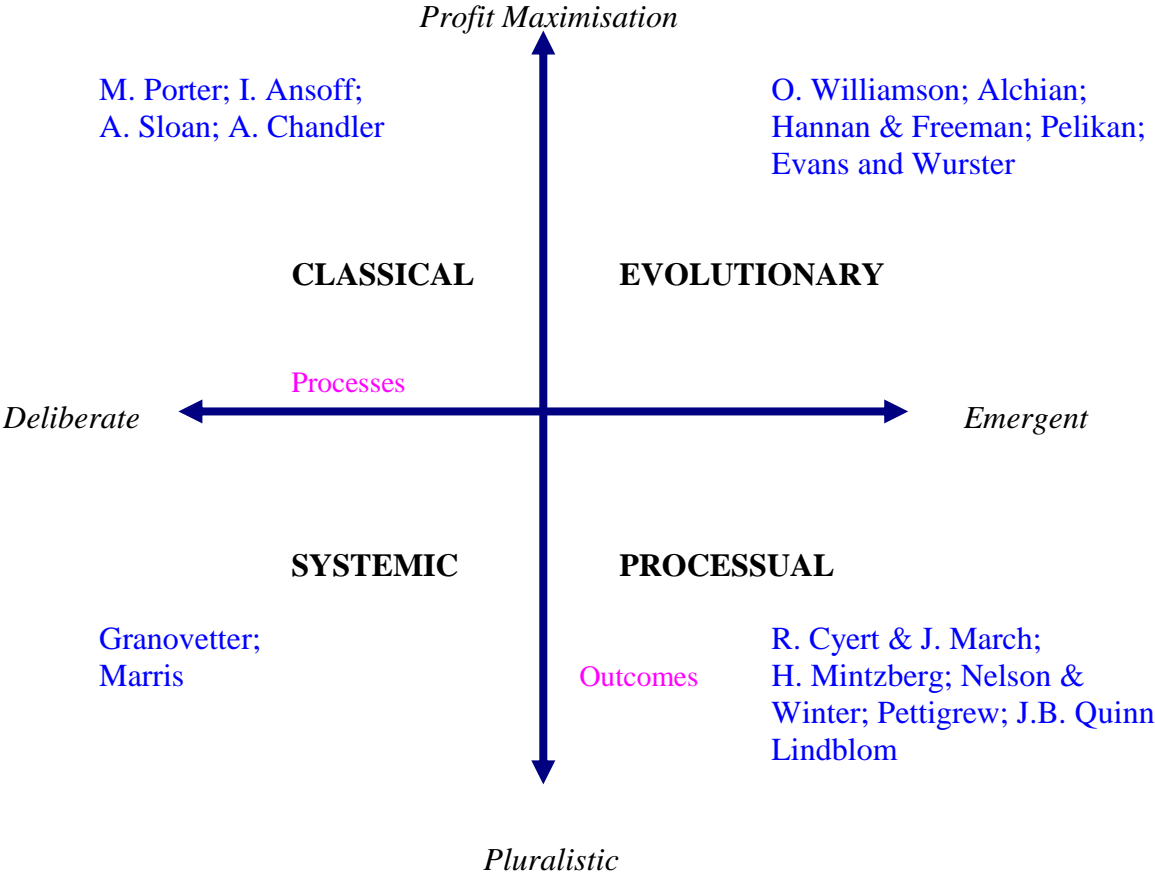 Profit Maximisation
M. Porter; I. Ansoff;
A. Sloan; A. Chandler
O. Williamson; Alchian;
Hannan & Freeman; Pelikan;
Evans and Wurster
CLASSICAL
EVOLUTIONARY
Processes
Deliberate
Emergent
SYSTEMIC
PROCESSUAL
Granovetter;
Marris
Outcomes
R. Cyert & J. March;
H. Mintzberg; Nelson &
Winter; Pettigrew; J.B. Quinn
Lindblom
Pluralistic